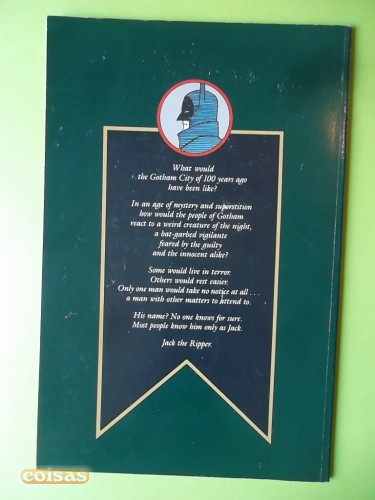 What would
the Gotham City of 100 years ago
have been like?
In an age of mystery and superstition
how would the people of Gotham
react to a weird creature of the night,
a bat-garbed vigilante
feared by the guilty
and the innocent alike?
Some would live in terror.
Others would rest easier.
Only one man would take no notice at all . . .
a man with other matters to attend to.
His name? No one knows for sure.
Most people know him only as Jack.
Jack the Ripper.
coisas